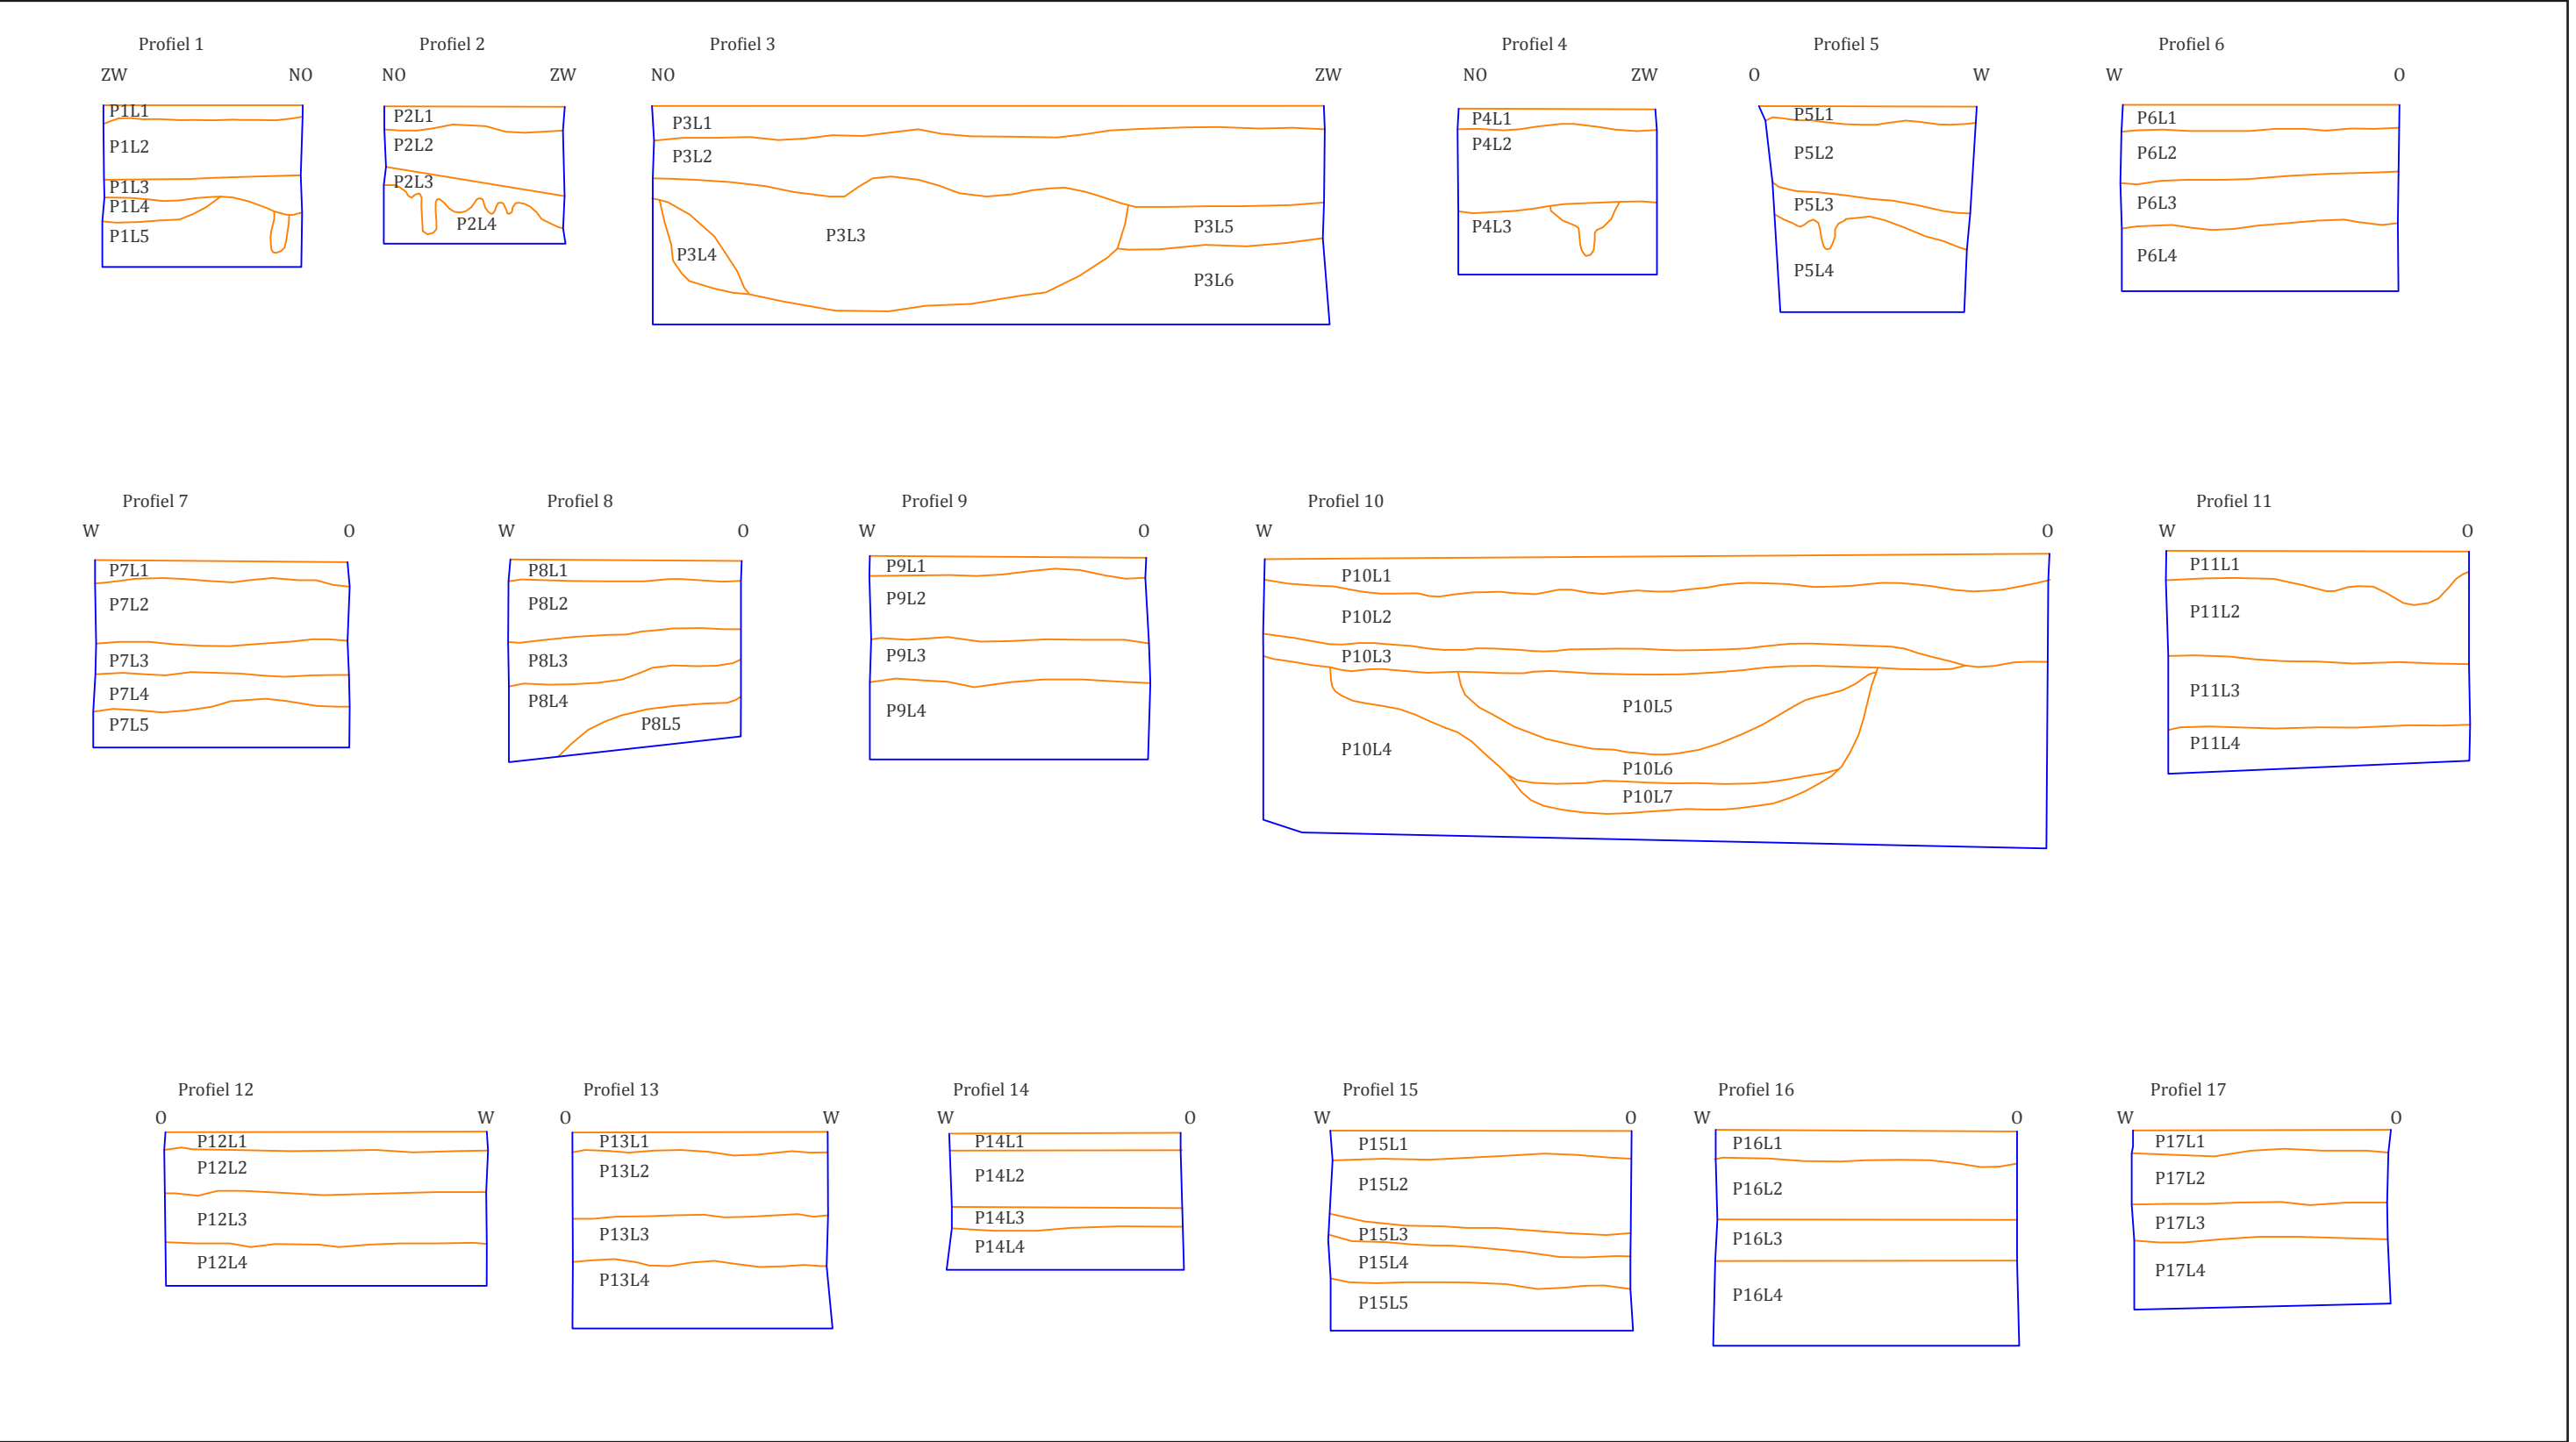 Profiel 1
ZW NO
P1L1
P1L2
P1L3
P1L4
P1L5
Profiel 2
NO ZW
P2L1
P2L2
P2L3
P2L4
Profiel 3
NO ZW
P3L1
P3L2
P3L3
P3L4
P3L5
P3L6
Profiel 4
NO ZW
P4L1
P4L2
P4L3
Profiel 5
O W
P5L1
P5L2
P5L3
P5L4
Profiel 6
W O
P6L1
P6L2
P6L3
P6L4
Profiel 7
W O
P7L1
P7L2
P7L3
P7L4
P7L5
Profiel 8
W O
P8L1
P8L2
P8L3
P8L4
P8L5
Profiel 9
W O
P9L1
P9L2
P9L3
P9L4
Profiel 10
W O
P10L1
P10L2
P10L3
P10L5
P10L4
P10L6
P10L7
Profiel 11
W O
P11L1
P11L2
P11L3
P11L4
Profiel 12
O W
P12L1
P12L2
P12L3
P12L4
Profiel 13
O W
P13L1
P13L2
P13L3
P13L4
Profiel 14
W O
P14L1
P14L2
P14L3
P14L4
Profiel 15
W O
P15L1
P15L2
P15L3
P15L4
P15L5
Profiel 16
W O
P16L1
P16L2
P16L3
P16L4
Profiel 17
W O
P17L1
P17L2
P17L3
P17L4